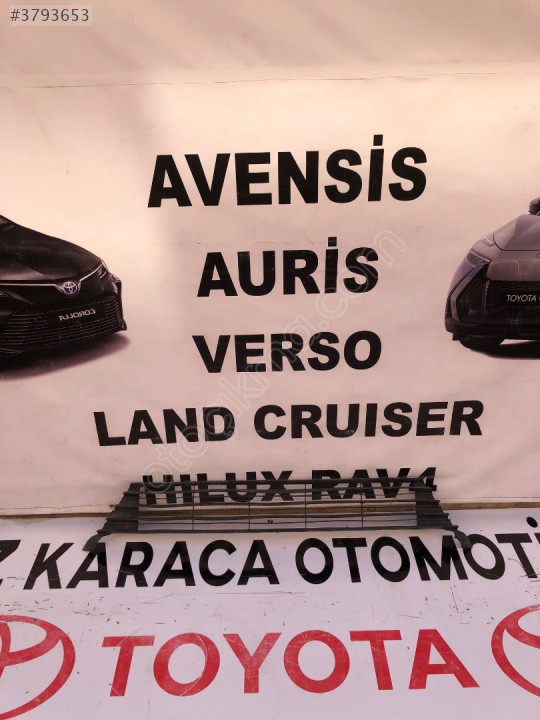 #3793653
AVENSİS
AURİS
VERSO
LAND CRUISER
HILUX RAV4
KARACA OTOMOTİ
TOYOTA
COROLLA
TOYOTA